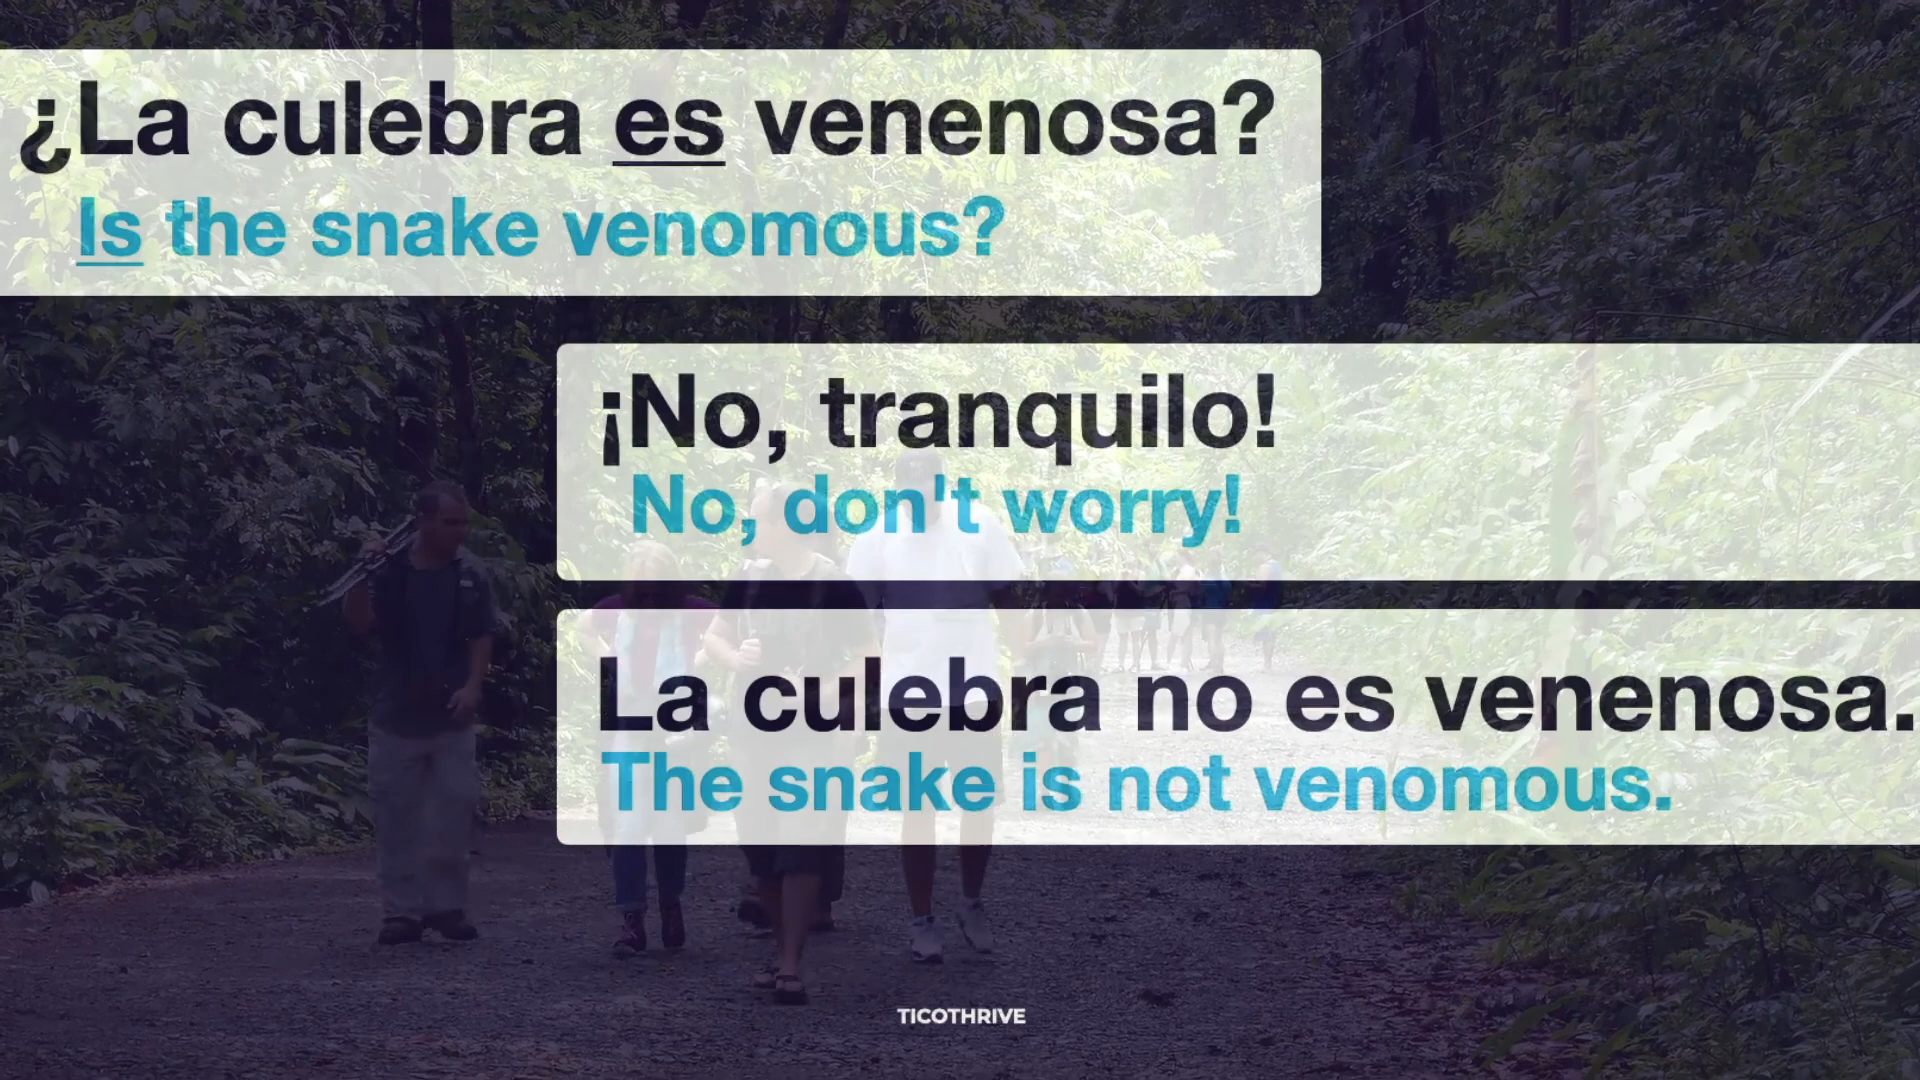 ¿La culebra es venenosa?
Is the snake venomous?
¡No, tranquilo!
No, don't worry!
La culebra no es venenosa.
The snake is not venomous.
TICOTHRIVE